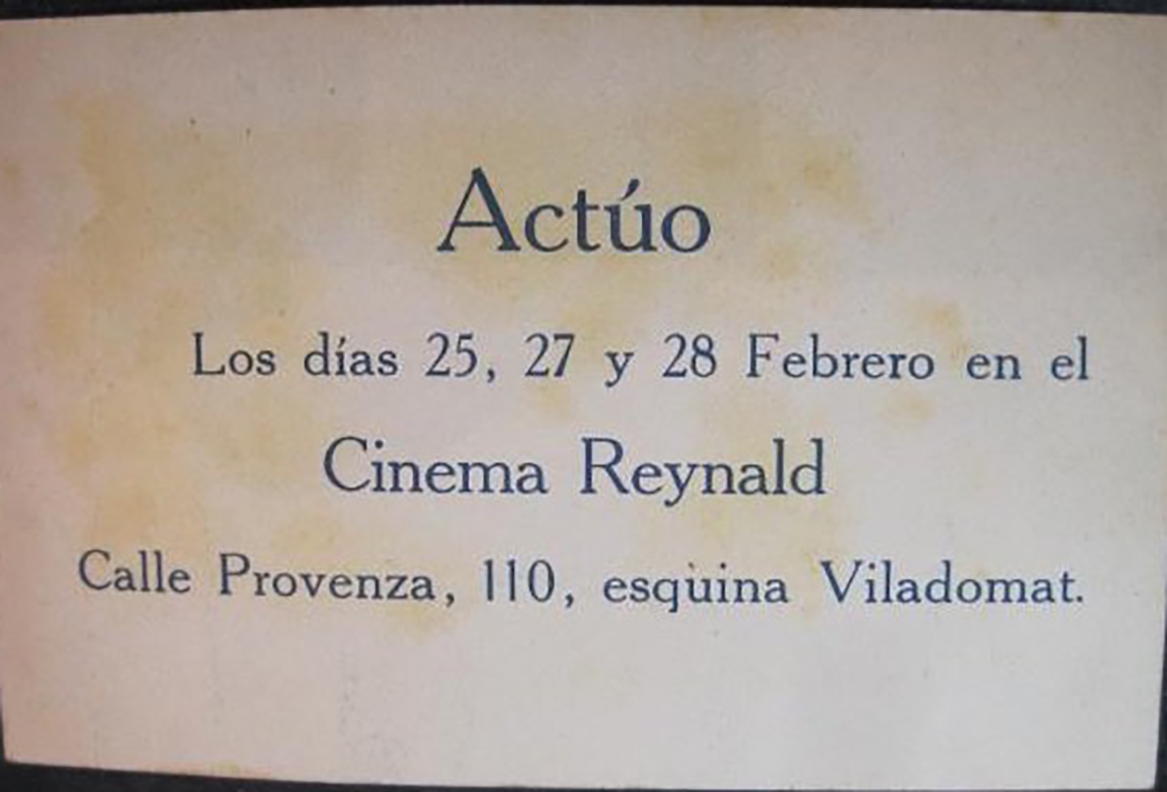 Actúo
Los días 25, 27 y 28 Febrero en el
Cinema Reynald
Calle Provenza, 110, esquina Viladomat.